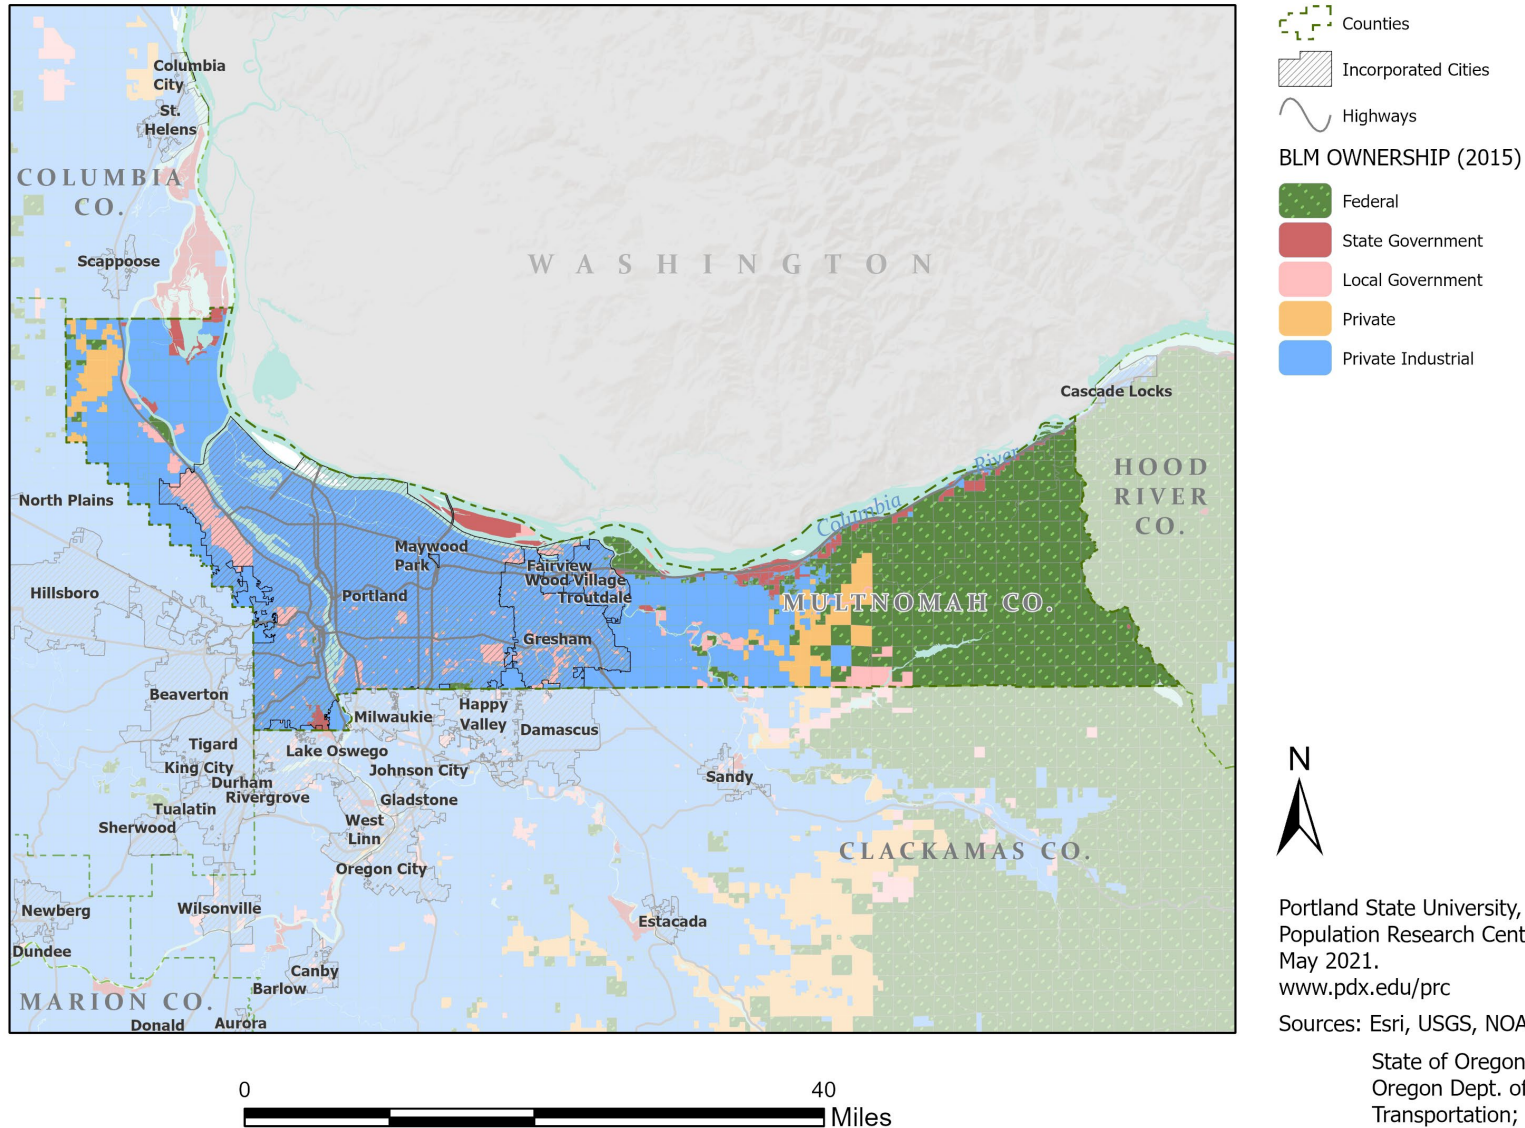 Columbia
City
St.
Helens
COLUMBIA
CO.
Scappoose
WASHINGTON
Cascade Locks
HOOD
RIVER
CO.
Columbia River
North Plains
Hillsboro
Maywood
Park
Portland
Fairview
Wood Village
Troutdale
Gresham
MULTNOMAH CO.
Beaverton
Milwaukie
Happy
Valley
Damascus
Tigard
Lake Oswego
King City
Johnson City
Durham
Rivergrove
Sandy
Tualatin
Gladstone
Sherwood
West
Linn
CLACKAMAS CO.
Oregon City
Newberg
Wilsonville
Estacada
Dundee
Canby
Barlow
MARION CO.
Donald
Aurora
0
40
Miles
Counties
Incorporated Cities
Highways
BLM OWNERSHIP (2015)
Federal
State Government
Local Government
Private
Private Industrial
N
Portland State University,
Population Research Cent
May 2021.
www.pdx.edu/prc
Sources: Esri, USGS, NOA
State of Oregon
Oregon Dept. of
Transportation;